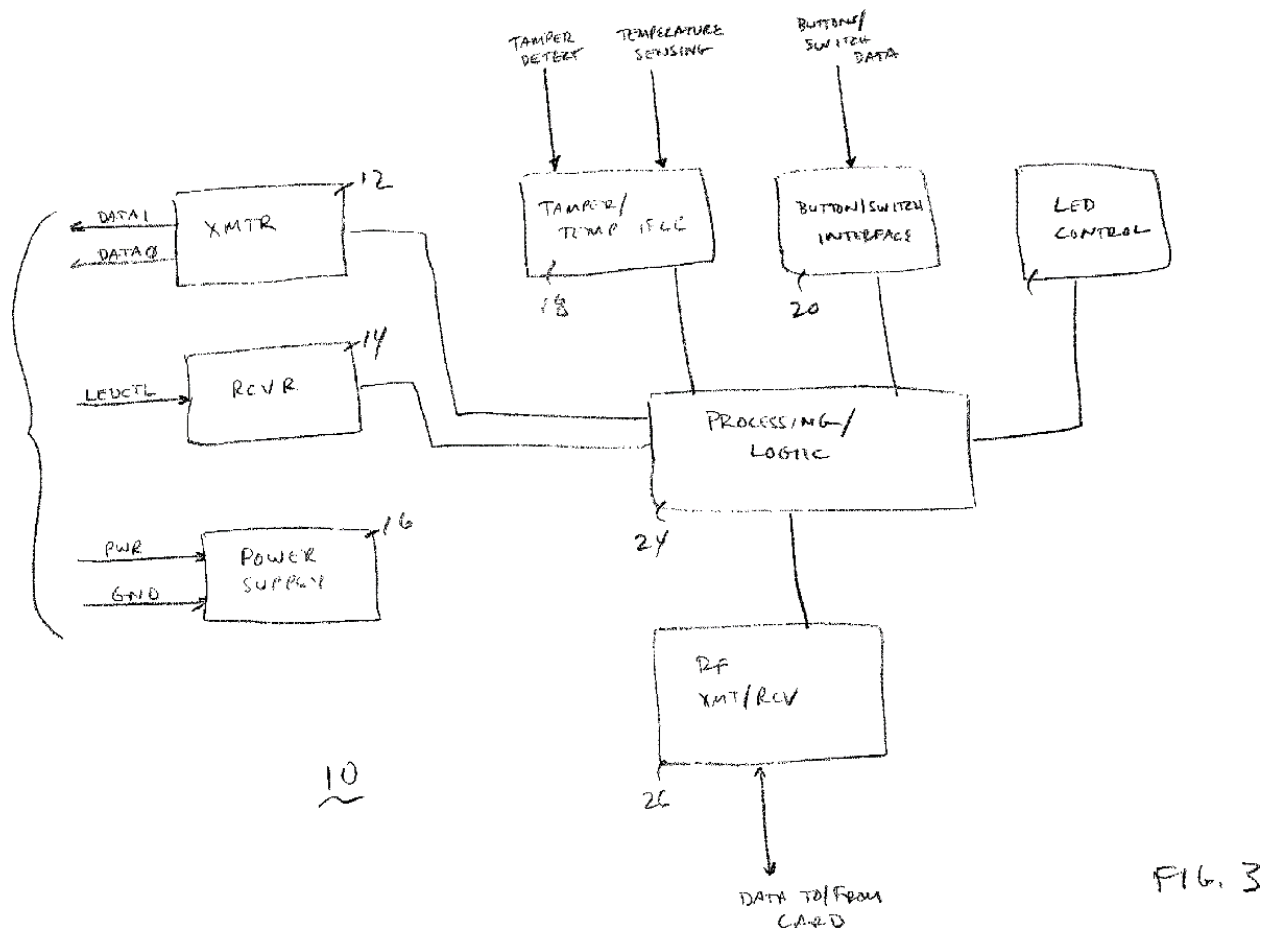 TAMPER
DETECT
TEMPERATURE
SENSING
BUTTONS/
SWITCH
DATA
12
XMTR
DATA1
DATA0
TAMPER/
TEMP
18
BUTTON/SWITCH
INTERFACE
20
LED
CONTROL
14
RCVR
LEDCTL
PROCESSING/
LOGIC
24
16
POWER
SUPPLY
PWR
GND
RF
XMT/RCV
26
10
DATA TO/FROM
CARD
FIG. 3